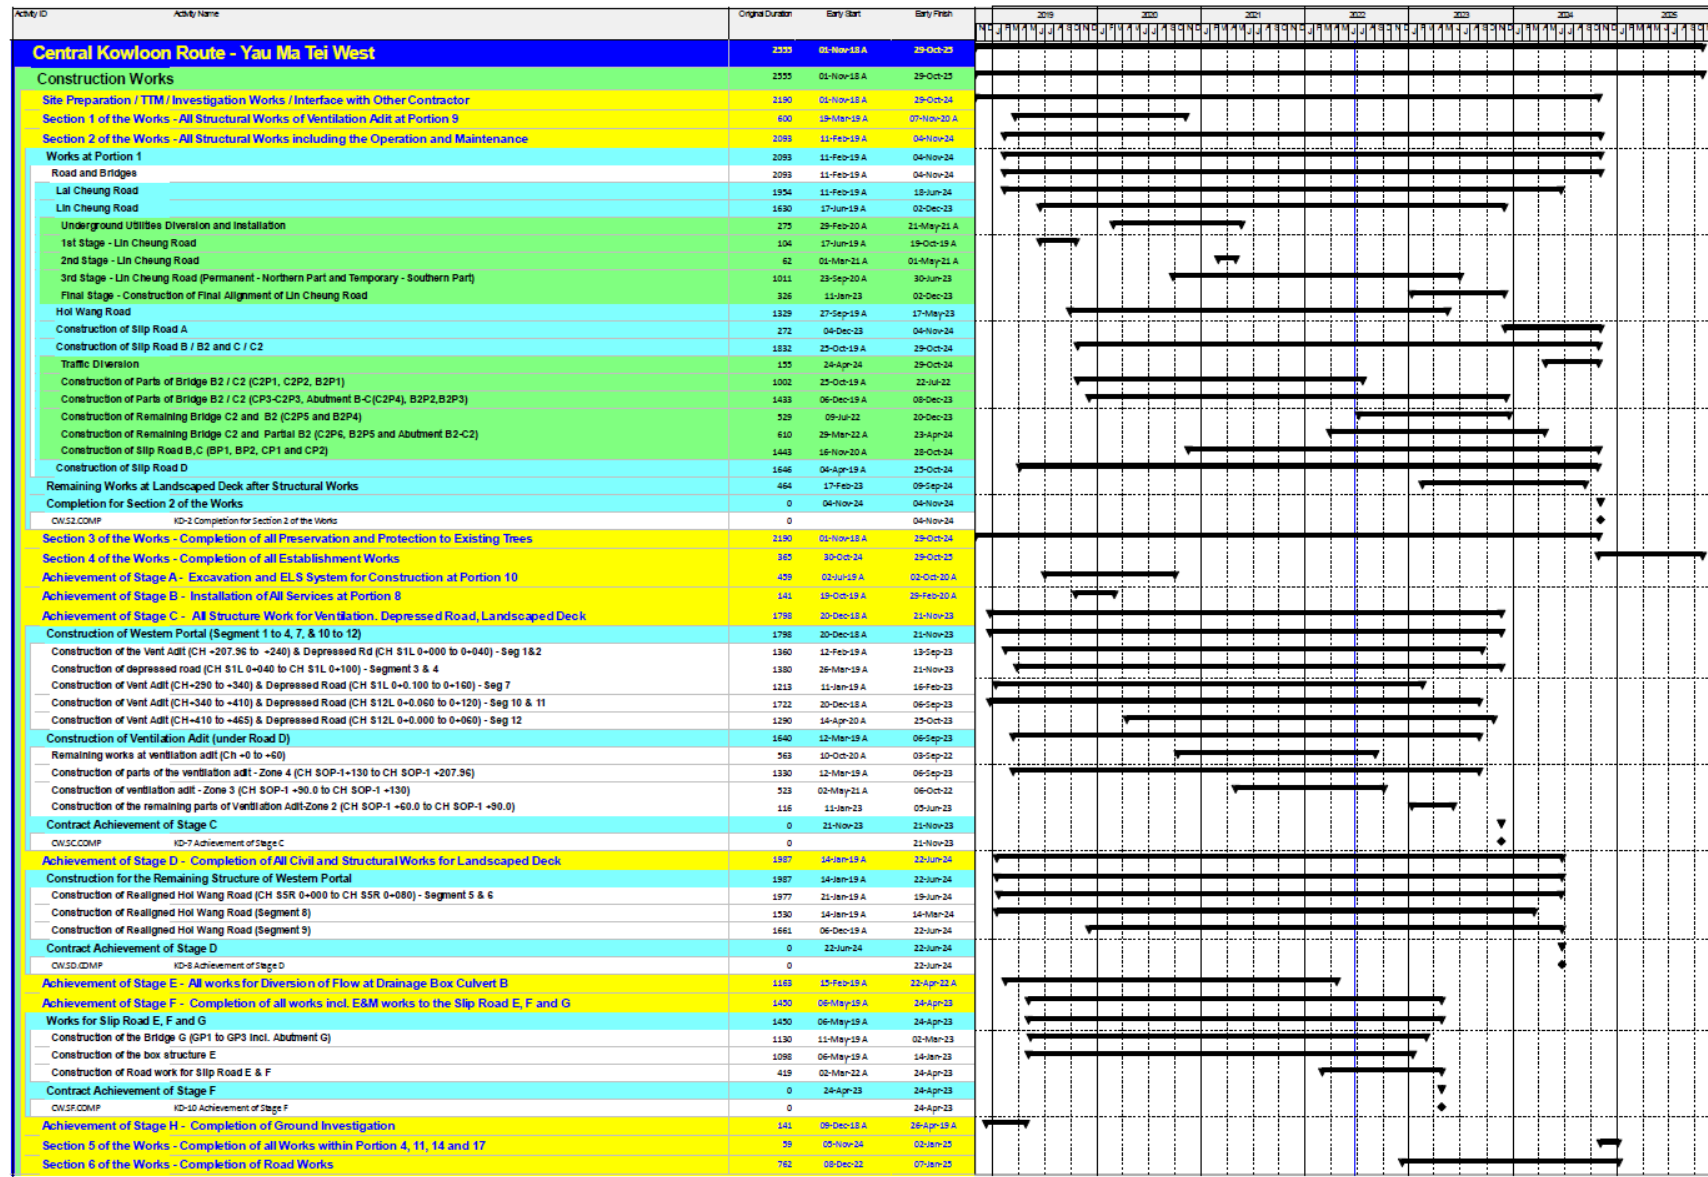 Activity ID Activity Name Original Duration Early Start Early Finish 2019 2020 2021 2022 2023 2024 2025
Central Kowloon Route - Yau Ma Tei West 2555 01-Nov-18 A 29-Oct-25
Construction Works 2555 01-Nov-18 A 29-Oct-25
Site Preparation / TTM / Investigation Works / Interface with Other Contractor 2190 01-Nov-18 A 29-Oct-24
Section 1 of the Works - All Structural Works of Ventilation Adit at Portion 9 600 19-Mar-19 A 07-Nov-20 A
Section 2 of the Works - All Structural Works including the Operation and Maintenance 2093 11-Feb-19 A 04-Nov-24
Works at Portion 1 2093 11-Feb-19 A 04-Nov-24
Road and Bridges 2093 11-Feb-19 A 04-Nov-24
Lai Cheung Road 1954 11-Feb-19 A 18-Jun-24
Lin Cheung Road 1630 17-Jun-19 A 02-Dec-23
Underground Utilities Diversion and Installation 275 29-Feb-20 A 21-May-21 A
1st Stage - Lin Cheung Road 104 17-Jun-19 A 19-Oct-19 A
2nd Stage - Lin Cheung Road 62 01-Mar-21 A 01-May-21 A
3rd Stage - Lin Cheung Road (Permanent - Northern Part and Temporary - Southern Part) 1011 23-Sep-20 A 30-Jun-23
Final Stage - Construction of Final Alignment of Lin Cheung Road 326 11-Jan-23 02-Dec-23
Hoi Wang Road 1329 27-Sep-19 A 17-May-23
Construction of Slip Road A 272 04-Dec-23 04-Nov-24
Construction of Slip Road B / B2 and C / C2 1832 25-Oct-19 A 29-Oct-24
Traffic Diversion 155 24-Apr-24 29-Oct-24
Construction of Parts of Bridge B2 / C2 (C2P1, C2P2, B2P1) 1002 25-Oct-19 A 22-Jul-22
Construction of Parts of Bridge B2 / C2 (CP3-C2P3, Abutment B-C(C2P4), B2P2,B2P3) 1433 06-Dec-19 A 08-Dec-23
Construction of Remaining Bridge C2 and B2 (C2P5 and B2P4) 529 09-Jul-22 20-Dec-23
Construction of Remaining Bridge C2 and Partial B2 (C2P6, B2P5 and Abutment B2-C2) 610 29-Mar-22 A 23-Apr-24
Construction of Slip Road B,C (BP1, BP2, CP1 and CP2) 1443 16-Nov-20 A 28-Oct-24
Construction of Slip Road D 1646 04-Apr-19 A 25-Oct-24
Remaining Works at Landscaped Deck after Structural Works 464 17-Feb-23 09-Sep-24
Completion for Section 2 of the Works 0 04-Nov-24 04-Nov-24
CW.S2.COMP KD-2 Completion for Section 2 of the Works 0 04-Nov-24
Section 3 of the Works - Completion of all Preservation and Protection to Existing Trees 2190 01-Nov-18 A 29-Oct-24
Section 4 of the Works - Completion of all Establishment Works 365 30-Oct-24 29-Oct-25
Achievement of Stage A - Excavation and ELS System for Construction at Portion 10 459 02-Jul-19 A 02-Oct-20 A
Achievement of Stage B - Installation of All Services at Portion 8 141 19-Oct-19 A 29-Feb-20 A
Achievement of Stage C - All Structure Work for Ventilation. Depressed Road, Landscaped Deck 1798 20-Dec-18 A 21-Nov-23
Construction of Western Portal (Segment 1 to 4, 7, & 10 to 12) 1798 20-Dec-18 A 21-Nov-23
Construction of the Vent Adit (CH +207.96 to +240) & Depressed Rd (CH S1L 0+000 to 0+040) - Seg 1&2 1360 12-Feb-19 A 13-Sep-23
Construction of depressed road (CH S1L 0+040 to CH S1L 0+100) - Segment 3 & 4 1380 26-Mar-19 A 21-Nov-23
Construction of Vent Adit (CH+290 to +340) & Depressed Road (CH S1L 0+0.100 to 0+160) - Seg 7 1213 11-Jan-19 A 16-Feb-23
Construction of Vent Adit (CH+340 to +410) & Depressed Road (CH S12L 0+0.060 to 0+120) - Seg 10 & 11 1722 20-Dec-18 A 06-Sep-23
Construction of Vent Adit (CH+410 to +465) & Depressed Road (CH S12L 0+0.000 to 0+060) - Seg 12 1290 14-Apr-20 A 25-Oct-23
Construction of Ventilation Adit (under Road D) 1640 12-Mar-19 A 06-Sep-23
Remaining works at ventilation adit (Ch +0 to +60) 563 10-Oct-20 A 03-Sep-22
Construction of parts of the ventilation adit - Zone 4 (CH SOP-1+130 to CH SOP-1 +207.96) 1330 12-Mar-19 A 06-Sep-23
Construction of ventilation adit - Zone 3 (CH SOP-1 +90.0 to CH SOP-1 +130) 523 02-May-21 A 06-Oct-22
Construction of the remaining parts of Ventilation Adit-Zone 2 (CH SOP-1 +60.0 to CH SOP-1 +90.0) 116 11-Jan-23 05-Jun-23
Contract Achievement of Stage C 0 21-Nov-23 21-Nov-23
CW.SC.COMP KD-7 Achievement of Stage C 0 21-Nov-23
Achievement of Stage D - Completion of All Civil and Structural Works for Landscaped Deck 1987 14-Jan-19 A 22-Jun-24
Construction for the Remaining Structure of Western Portal 1987 14-Jan-19 A 22-Jun-24
Construction of Realigned Hoi Wang Road (CH S5R 0+000 to CH S5R 0+080) - Segment 5 & 6 1977 21-Jan-19 A 19-Jun-24
Construction of Realigned Hoi Wang Road (Segment 8) 1530 14-Jan-19 A 14-Mar-24
Construction of Realigned Hoi Wang Road (Segment 9) 1661 06-Dec-19 A 22-Jun-24
Contract Achievement of Stage D 0 22-Jun-24 22-Jun-24
CW.SD.COMP KD-8 Achievement of Stage D 0 22-Jun-24
Achievement of Stage E - All works for Diversion of Flow at Drainage Box Culvert B 1163 15-Feb-19 A 22-Apr-22 A
Achievement of Stage F - Completion of all works incl. E&M works to the Slip Road E, F and G 1450 06-May-19 A 24-Apr-23
Works for Slip Road E, F and G 1450 06-May-19 A 24-Apr-23
Construction of the Bridge G (GP1 to GP3 Incl. Abutment G) 1130 11-May-19 A 02-Mar-23
Construction of the box structure E 1098 06-May-19 A 14-Jan-23
Construction of Road work for Slip Road E & F 419 02-Mar-22 A 24-Apr-23
Contract Achievement of Stage F 0 24-Apr-23 24-Apr-23
CW.SF.COMP KD-10 Achievement of Stage F 0 24-Apr-23
Achievement of Stage H - Completion of Ground Investigation 141 09-Dec-18 A 26-Apr-19 A
Section 5 of the Works - Completion of all Works within Portion 4, 11, 14 and 17 59 05-Nov-24 02-Jan-25
Section 6 of the Works - Completion of Road Works 762 08-Dec-22 07-Jan-25